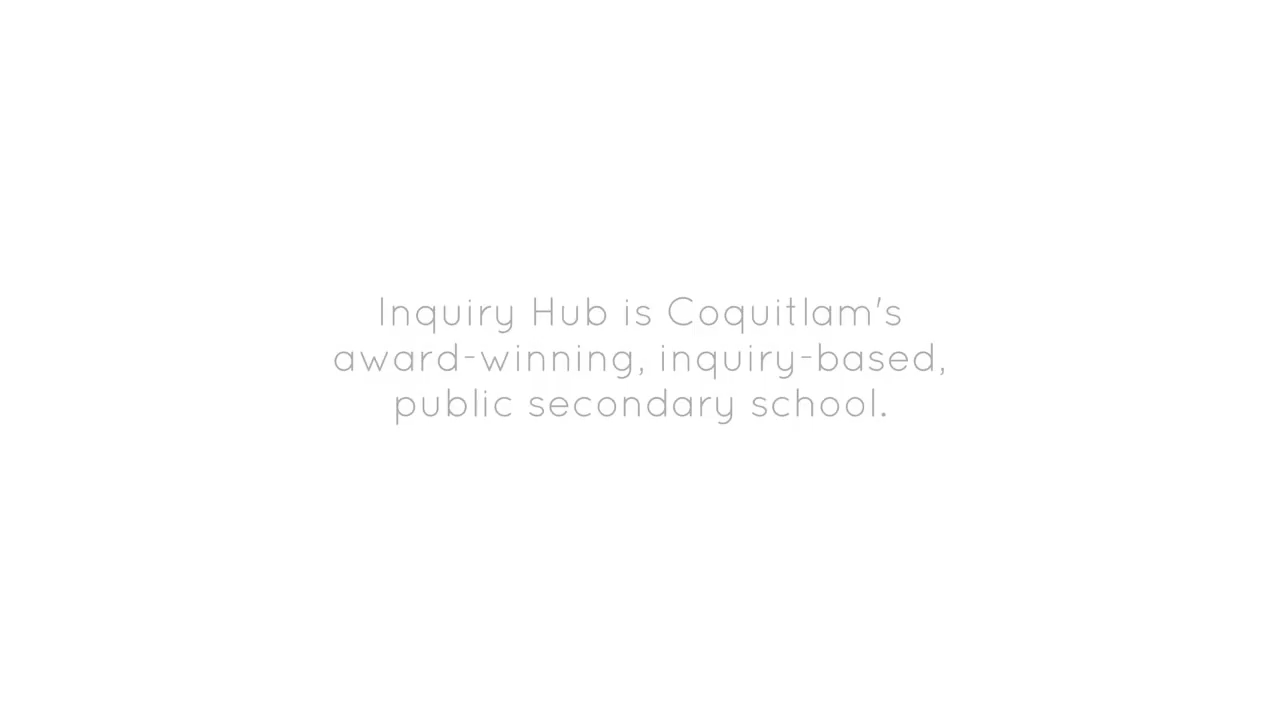 Inquiry Hub is Coquitlam's
award-winning, inquiry-based,
public secondary school.